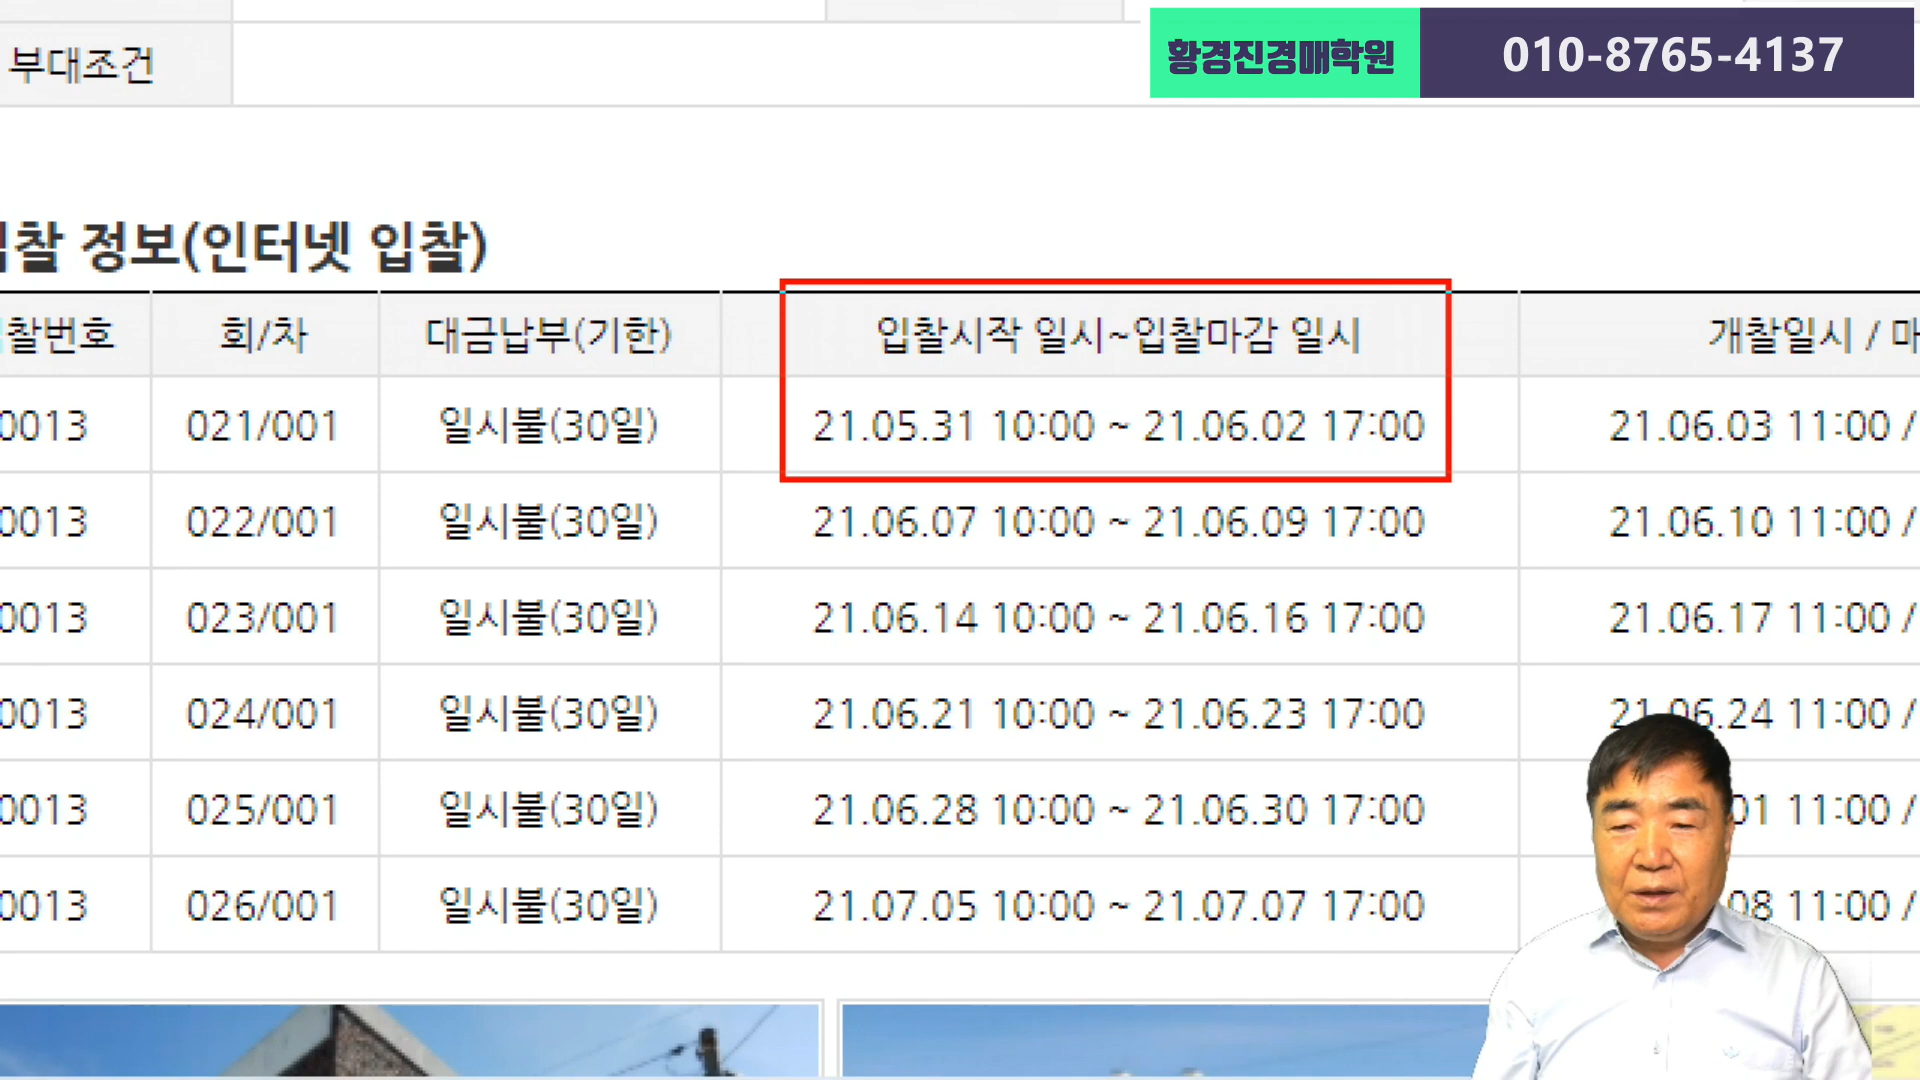 부대조건
황경진경매학원 010-8765-4137
찰 정보(인터넷 입찰)
찰번호 회/차 대금납부(기한) 입찰시작 일시~입찰마감 일시 개찰일시 / 매
0013 021/001 일시불(30일) 21.05.31 10:00 ~ 21.06.02 17:00 21.06.03 11:00 /
0013 022/001 일시불(30일) 21.06.07 10:00 ~ 21.06.09 17:00 21.06.10 11:00 /
0013 023/001 일시불(30일) 21.06.14 10:00 ~ 21.06.16 17:00 21.06.17 11:00 /
0013 024/001 일시불(30일) 21.06.21 10:00 ~ 21.06.23 17:00 21.06.24 11:00 /
0013 025/001 일시불(30일) 21.06.28 10:00 ~ 21.06.30 17:00 01 11:00 /
0013 026/001 일시불(30일) 21.07.05 10:00 ~ 21.07.07 17:00 08 11:00 /